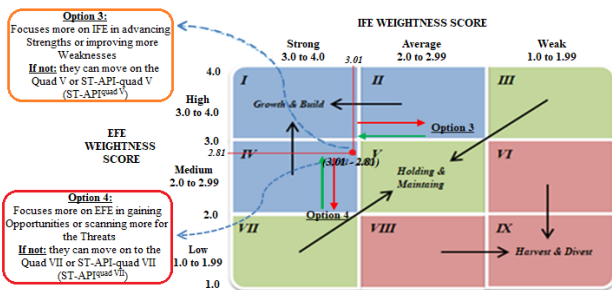 Option 3:
Focuses more on IFE in advancing
Strengths or improving more
Weaknesses
If not: they can move on the
Quad V or ST-API-quad V
(ST-APIquad V)
IFE WEIGHTNESS SCORE
Strong
3.0 to 4.0
Average
2.0 to 2.99
Weak
1.0 to 1.99
3.01
4.0
High
3.0 to 4.0
3.0
2.81
EFE
WEIGHTNESS
SCORE
Medium
2.0 to 2.99
2.0
Low
1.0 to 1.99
1.0
I
Growth & Build
II
III
Option 3
IV
(3.01 - 2.81)
V
Holding &
Maintaing
VI
Option 4
VII
VIII
IX
Harvest & Divest
Option 4:
Focuses more on EFE in gaining
Opportunities or scanning more for
the Threats
If not: they can move on to the
Quad VII or ST-API-quad VII
(ST-APIquad VII)